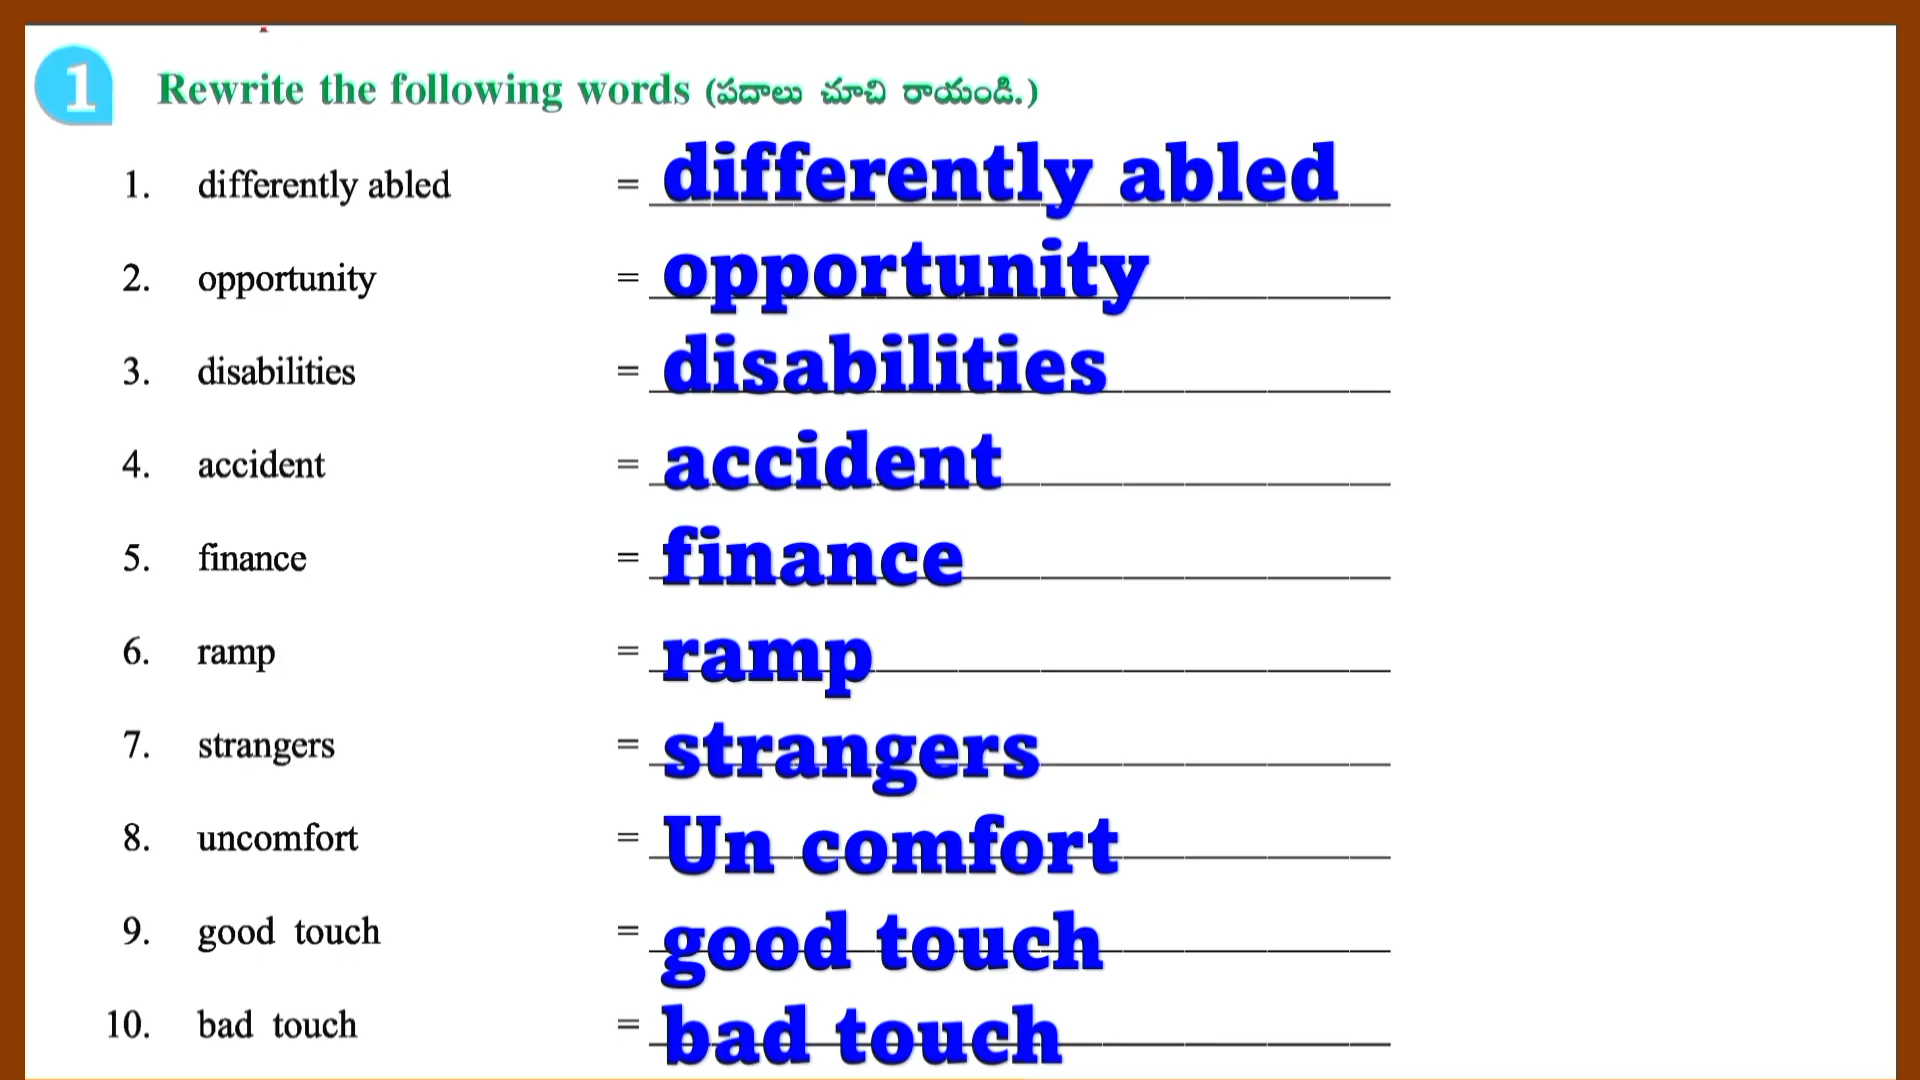 1 Rewrite the following words (పదాలు చూచి రాయండి.)
1. differently abled = differently abled
2. opportunity = opportunity
3. disabilities = disabilities
4. accident = accident
5. finance = finance
6. ramp = ramp
7. strangers = strangers
8. uncomfort = Un comfort
9. good touch = good touch
10. bad touch = bad touch